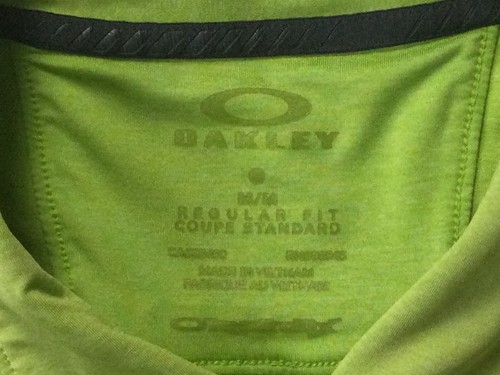 OAKLEY
M/M
REGULAR FIT
COUPE STANDARD
MADE IN VIETNAM
FABRIQUE AU VIETNAM